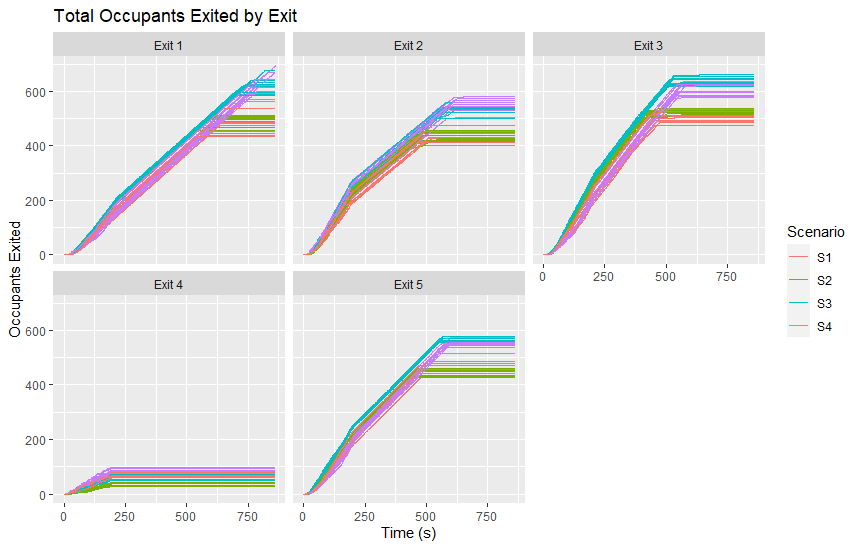 Total Occupants Exited by Exit
Exit 1
Exit 2
Exit 3
600
400
200
0
0
250
500
750
Scenario
S1
S2
S3
S4
Exit 4
Exit 5
600
400
200
0
0
250
500
750
0
250
500
750
Occupants Exited
Time (s)